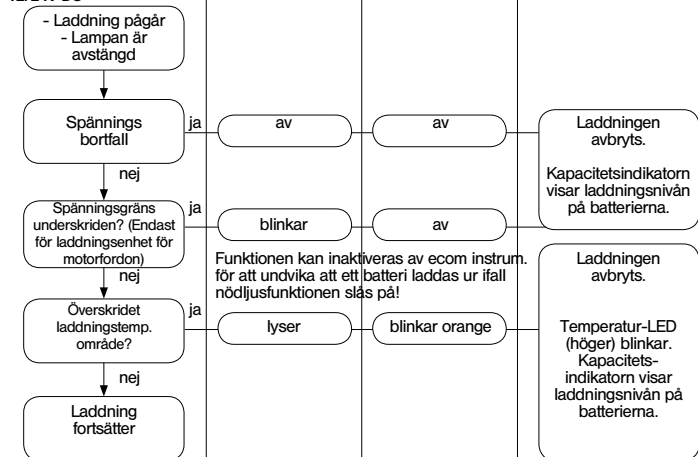 - Laddning pågår
- Lampan är
avstängd
Spännings
bortfall
ja
av
av
Laddningen
avbryts.
Kapacitetsindikatorn
visar laddningsnivån
på batterierna.
nej
Spänningsgräns
underskriden? (Endast
för laddningsenhet för
motorfordon)
ja
blinkar
av
Funktionen kan inaktiveras av ecom instrum.
för att undvika att ett batteri laddas ur ifall
nödljusfunktionen slås på!
nej
Överskridet
laddningstemp.
område?
ja
lyser
blinkar orange
Laddningen
avbryts.
Temperatur-LED
(höger) blinkar.
Kapacitets-
indikatorn visar
laddningsnivån på
batterierna.
nej
Laddning
fortsätter